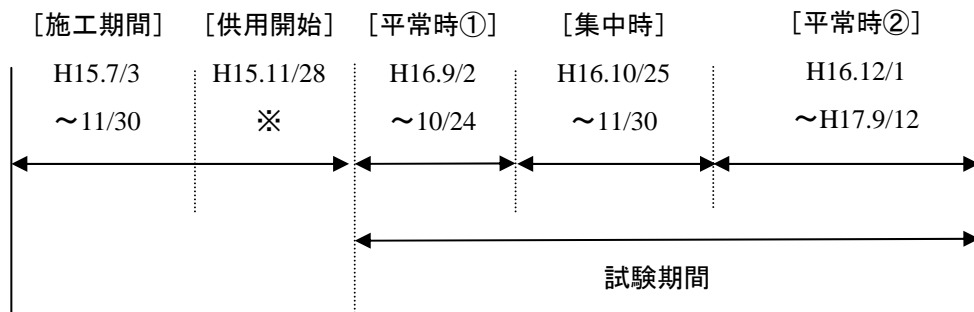 [施工期間] [供用開始] [平常時①] [集中時] [平常時②]
H15.7/3 H15.11/28 H16.9/2 H16.10/25 H16.12/1
～11/30 ※ ～10/24 ～11/30 ～H17.9/12
試験期間